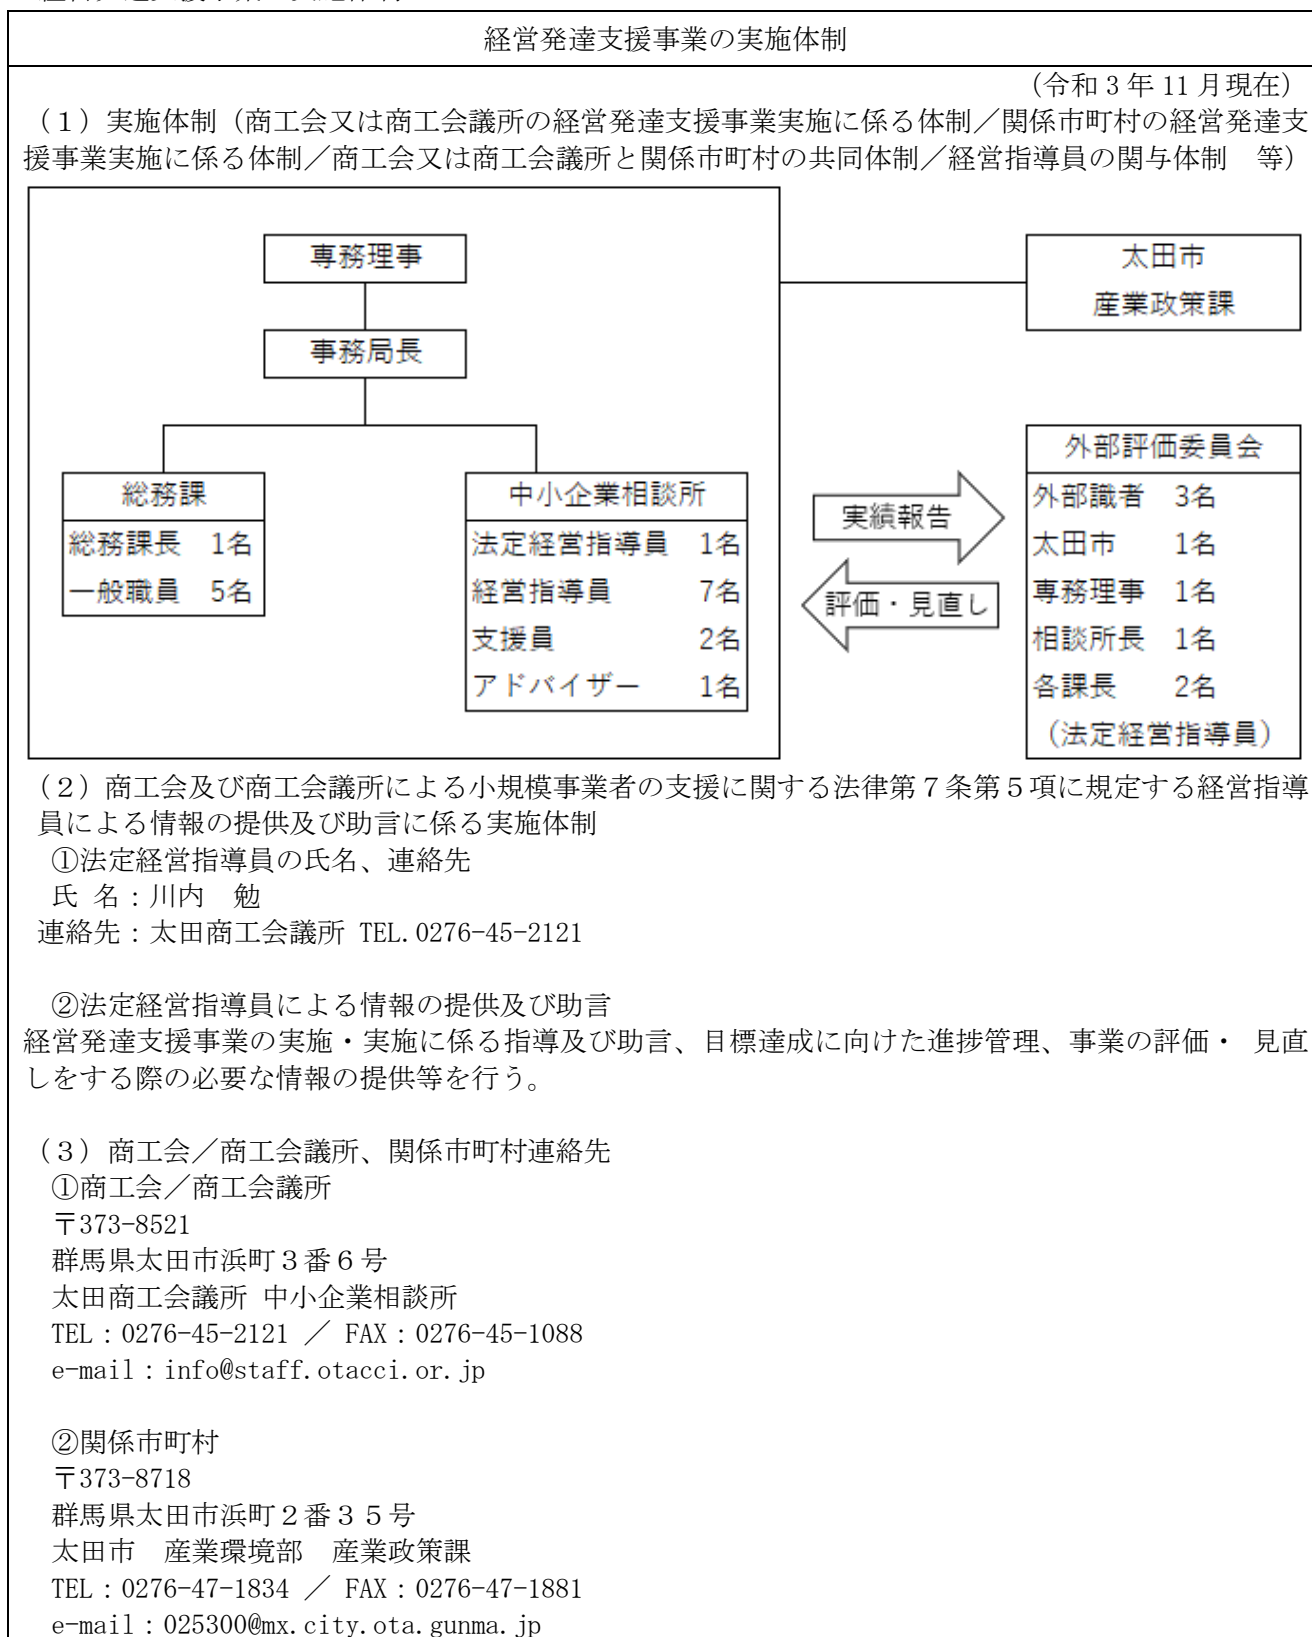 経営発達支援事業の実施体制
(令和 3 年 11 月現在)
(1)実施体制(商工会又は商工会議所の経営発達支援事業実施に係る体制/関係市町村の経営発達支
援事業実施に係る体制/商工会又は商工会議所と関係市町村の共同体制/経営指導員の関与体制 等)
専務理事
事務局長
総務課
総務課長 1名
一般職員 5名
中小企業相談所
法定経営指導員 1名
経営指導員 7名
支援員 2名
アドバイザー 1名
太田市
産業政策課
実績報告
評価・見直し
外部評価委員会
外部識者 3名
太田市 1名
専務理事 1名
相談所長 1名
各課長 2名
(法定経営指導員)
(2)商工会及び商工会議所による小規模事業者の支援に関する法律第7条第5項に規定する経営指導
員による情報の提供及び助言に係る実施体制
①法定経営指導員の氏名、連絡先
氏 名:川内 勉
連絡先:太田商工会議所 TEL.0276-45-2121
②法定経営指導員による情報の提供及び助言
経営発達支援事業の実施・実施に係る指導及び助言、目標達成に向けた進捗管理、事業の評価・ 見直
しをする際の必要な情報の提供等を行う。
(3)商工会/商工会議所、関係市町村連絡先
①商工会/商工会議所
〒373-8521
群馬県太田市浜町3番6号
太田商工会議所 中小企業相談所
TEL:0276-45-2121 / FAX:0276-45-1088
e-mail:info@staff.otacci.or.jp
②関係市町村
〒373-8718
群馬県太田市浜町2番35号
太田市 産業環境部 産業政策課
TEL:0276-47-1834 / FAX:0276-47-1881
e-mail:025300@mx.city.ota.gunma.jp